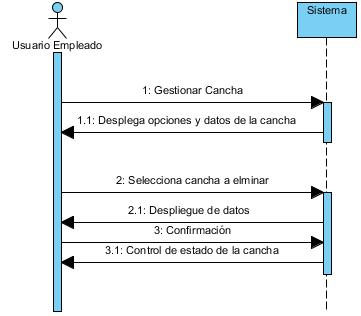 Sistema
Usuario Empleado
1: Gestionar Cancha
1.1: Desplega opciones y datos de la cancha
2: Selecciona cancha a elminar
2.1: Despliegue de datos
3: Confirmación
3.1: Control de estado de la cancha